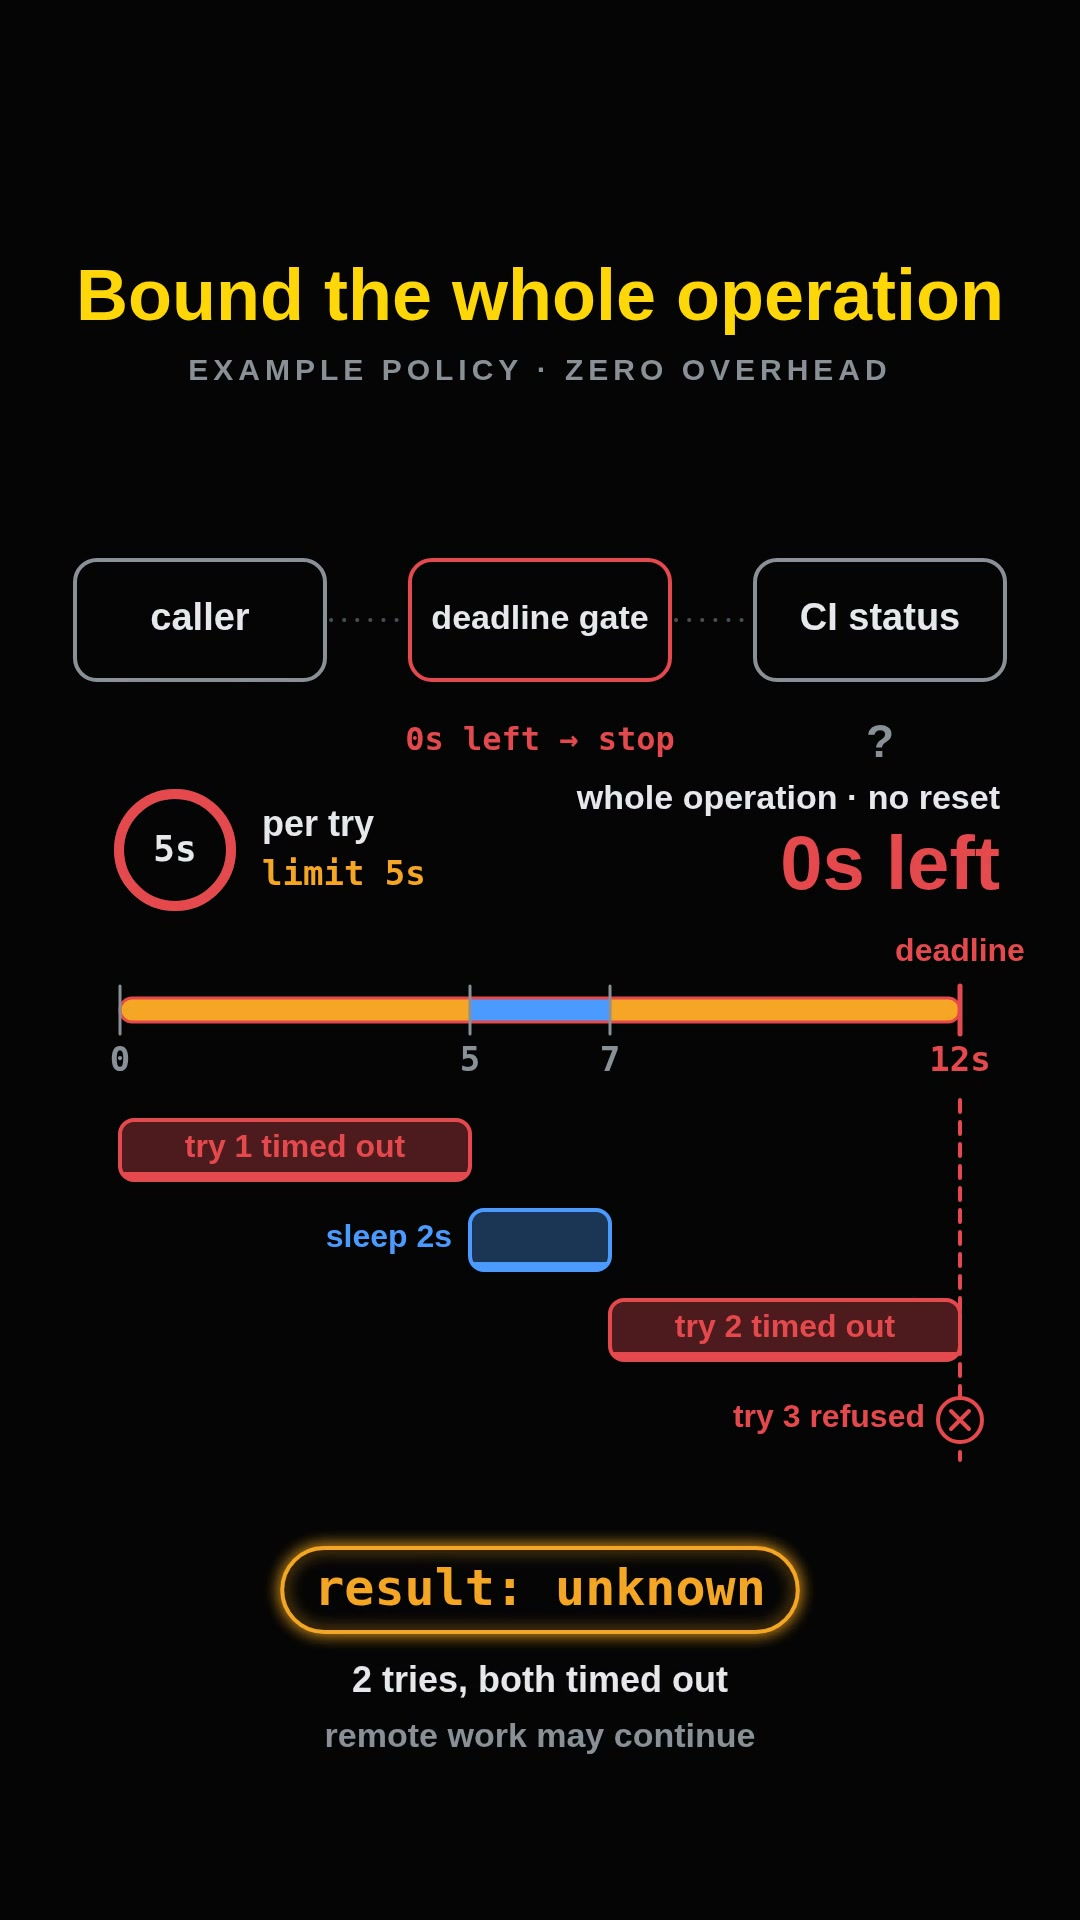 Bound the whole operation
EXAMPLE POLICY · ZERO OVERHEAD
caller
deadline gate
CI status
0s left → stop
?
whole operation · no reset
0s left
5s
per try
limit 5s
deadline
0
5
7
12s
try 1 timed out
sleep 2s
try 2 timed out
try 3 refused
result: unknown
2 tries, both timed out
remote work may continue